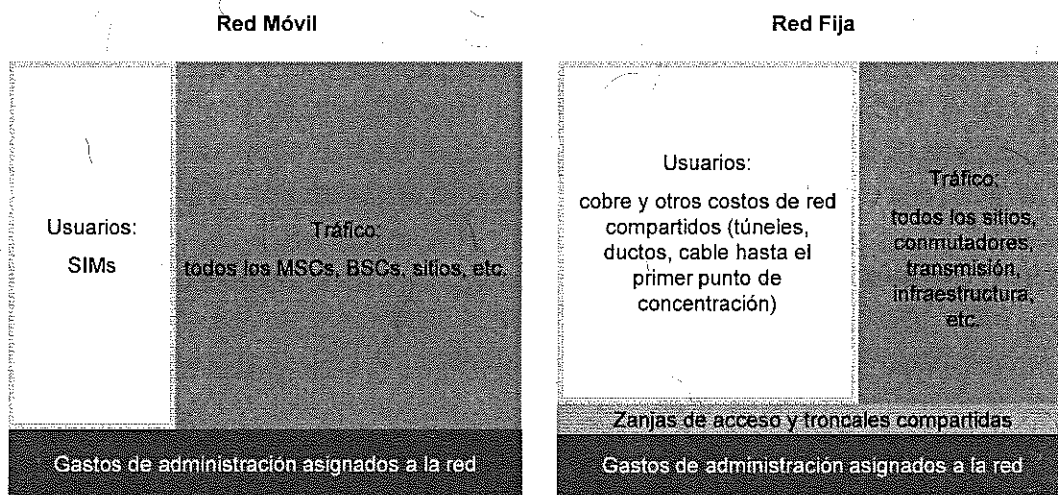 Red Móvil
Usuarios:
SIMs
Tráfico:
todos los MSCs, BSCs, sitios, etc.
Gastos de administración asignados a la red
Red Fija
Usuarios:
cobre y otros costos de red
compartidos (túneles,
ductos, cable hasta el
primer punto de
concentración)
Tráfico:
todos los sitios,
conmutadores,
transmisión,
infraestructura,
etc.
Zanjas de acceso y troncales compartidas
Gastos de administración asignados a la red